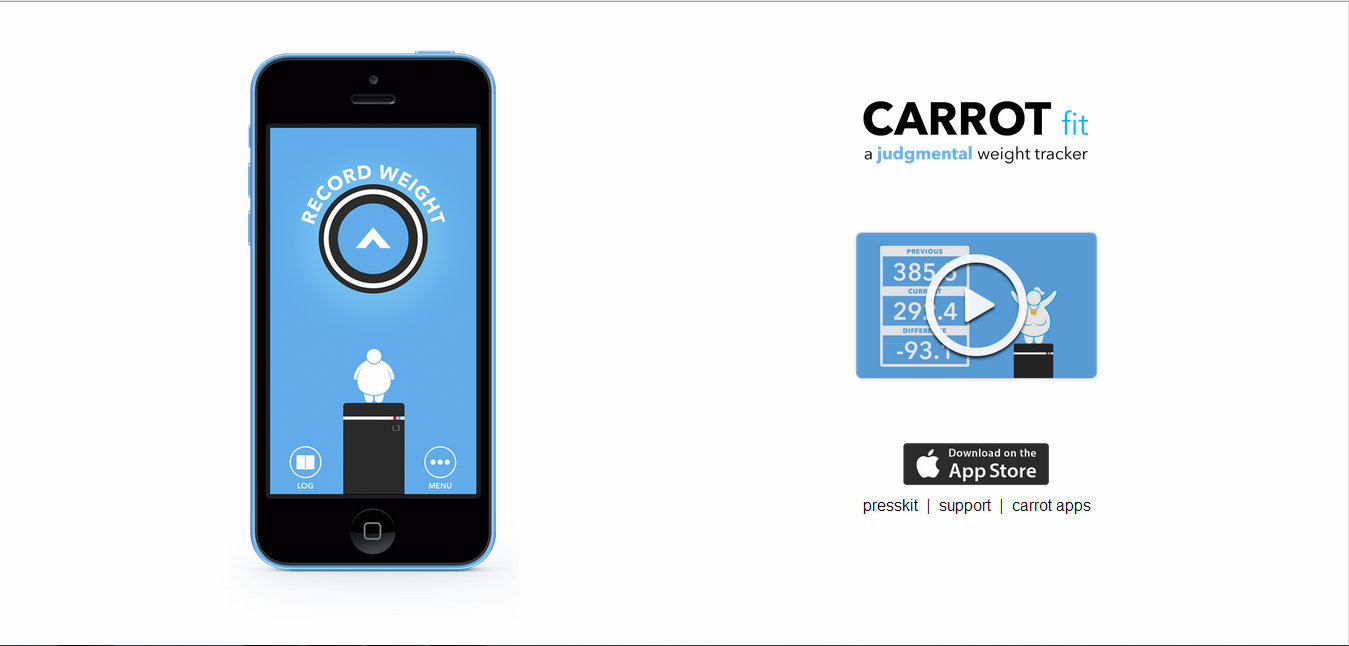 RECORD WEIGHT
L3
LOG
MENU
CARROT fit
a judgmental weight tracker
PREVIOUS
CURRENT
DIFFERENCE
Download on the
App Store
presskit | support | carrot apps